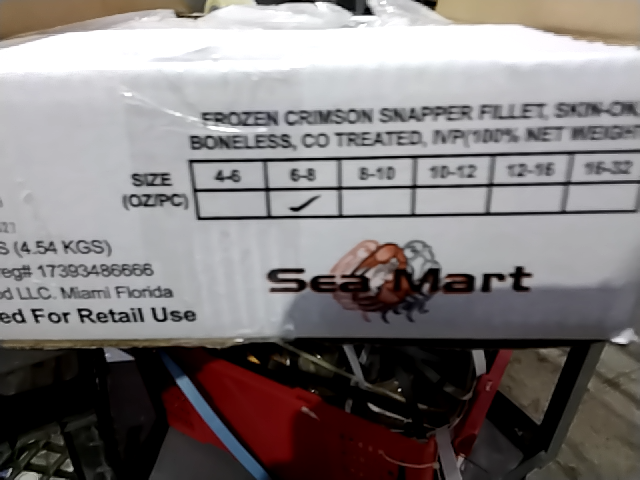 FROZEN CRIMSON SNAPPER FILLET, SKIN-ON,
BONELESS, CO TREATED, IVP(100% NET WEIGH
SIZE (OZ/PC)
4-6 6-8 8-10 10-12 12-16 16-32
S (4.54 KGS)
reg# 17393486666
od LLC. Miami Florida
ed For Retail Use
Sea Mart